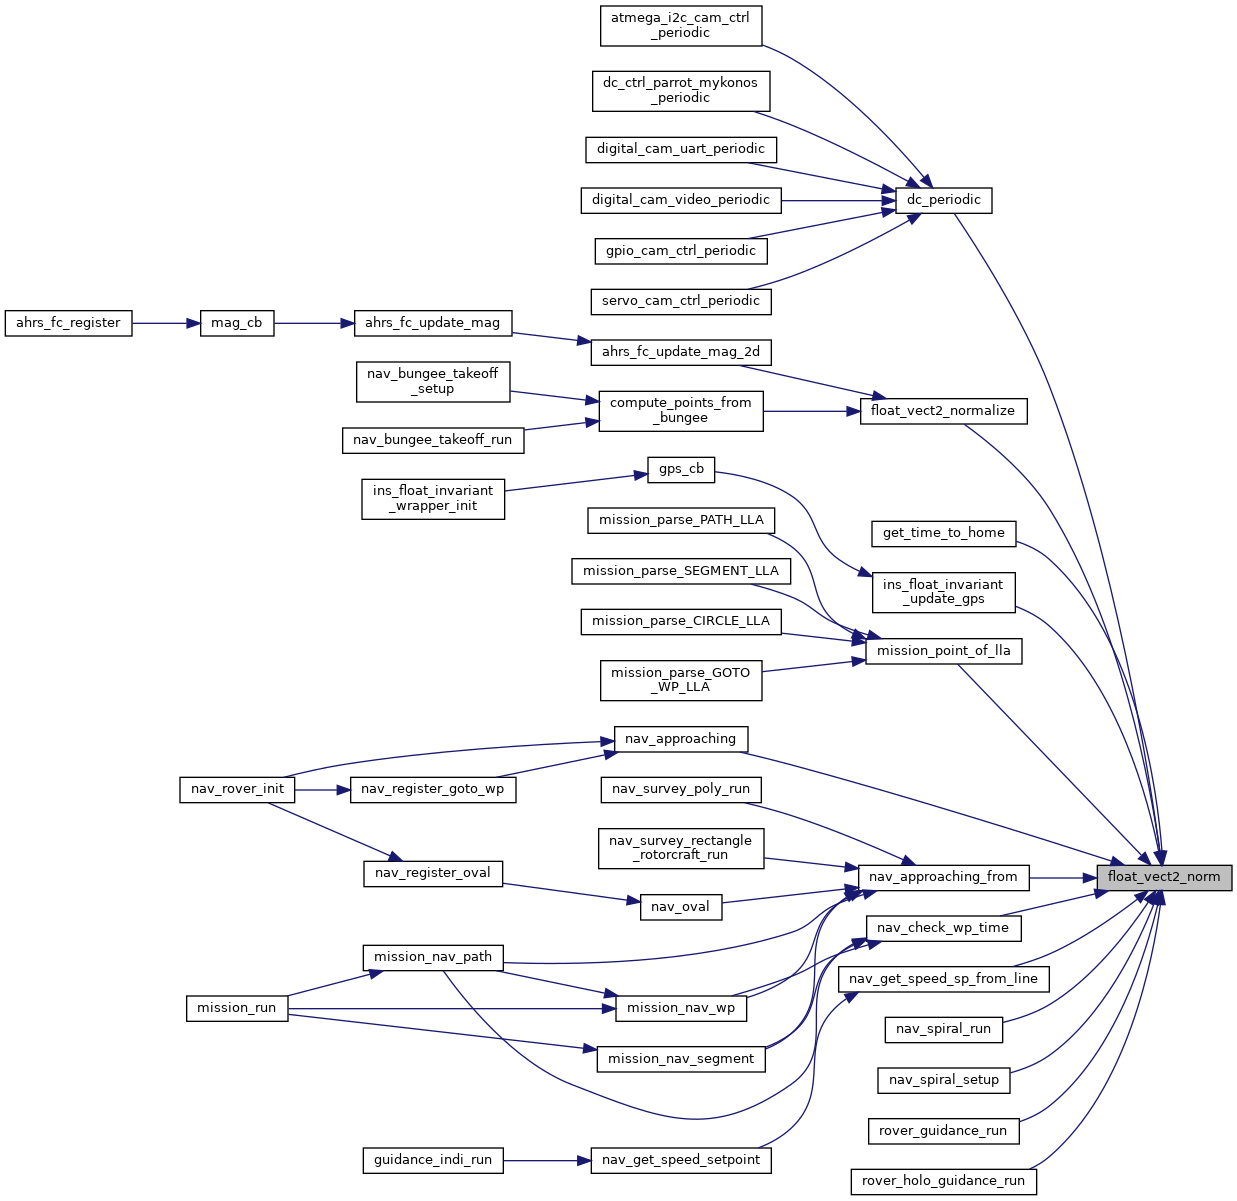 atmega_i2c_cam_ctrl
_periodic
dc_ctrl_parrot_mykonos
_periodic
digital_cam_uart_periodic
digital_cam_video_periodic
dc_periodic
gpio_cam_ctrl_periodic
servo_cam_ctrl_periodic
ahrs_fc_register
mag_cb
ahrs_fc_update_mag
ahrs_fc_update_mag_2d
nav_bungee_takeoff
_setup
compute_points_from
_bungee
float_vect2_normalize
nav_bungee_takeoff_run
gps_cb
ins_float_invariant
_wrapper_init
mission_parse_PATH_LLA
get_time_to_home
mission_parse_SEGMENT_LLA
ins_float_invariant
_update_gps
mission_parse_CIRCLE_LLA
mission_point_of_lla
mission_parse_GOTO
_WP_LLA
nav_approaching
nav_rover_init
nav_register_goto_wp
nav_survey_poly_run
nav_survey_rectangle
_rotorcraft_run
nav_register_oval
nav_approaching_from
float_vect2_norm
nav_oval
nav_check_wp_time
mission_nav_path
nav_get_speed_sp_from_line
mission_run
mission_nav_wp
nav_spiral_run
mission_nav_segment
nav_spiral_setup
rover_guidance_run
guidance_indi_run
nav_get_speed_setpoint
rover_holo_guidance_run